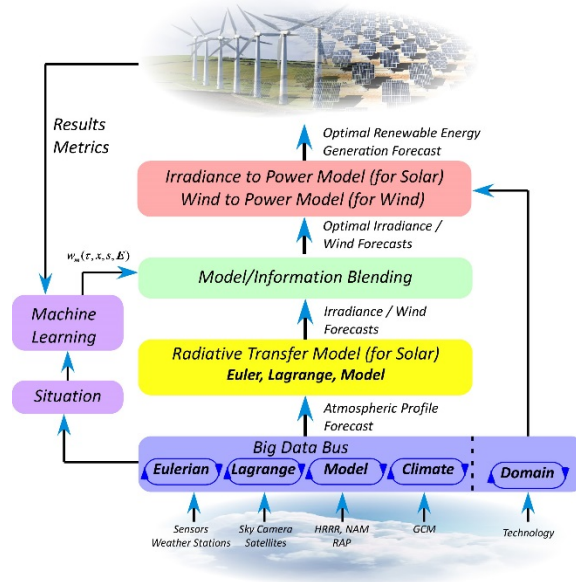 Results
Metrics
Optimal Renewable Energy
Generation Forecast
Irradiance to Power Model (for Solar)
Wind to Power Model (for Wind)
Optimal Irradiance /
Wind Forecasts
w_m(τ, x, s, E)
Model/Information Blending
Machine
Learning
Irradiance / Wind
Forecasts
Radiative Transfer Model (for Solar)
Euler, Lagrange, Model
Situation
Atmospheric Profile
Forecast
Big Data Bus
Eulerian
Lagrange
Model
Climate
Domain
Sensors
Weather Stations
Sky Camera
Satellites
HRRR, NAM
RAP
GCM
Technology